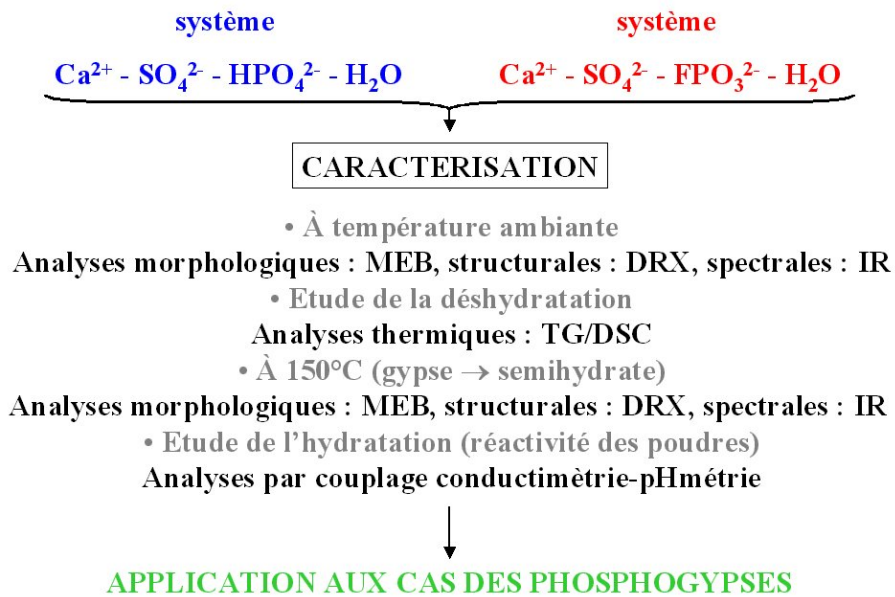 système système
Ca²⁺ - SO₄²⁻ - HPO₄²⁻ - H₂O Ca²⁺ - SO₄²⁻ - FPO₃²⁻ - H₂O
CARACTERISATION
• À température ambiante
Analyses morphologiques : MEB, structurales : DRX, spectrales : IR
• Etude de la déshydratation
Analyses thermiques : TG/DSC
• À 150°C (gypse → semihydrate)
Analyses morphologiques : MEB, structurales : DRX, spectrales : IR
• Etude de l’hydratation (réactivité des poudres)
Analyses par couplage conductimètrie-pHmétrie
APPLICATION AUX CAS DES PHOSPHOGYPSES